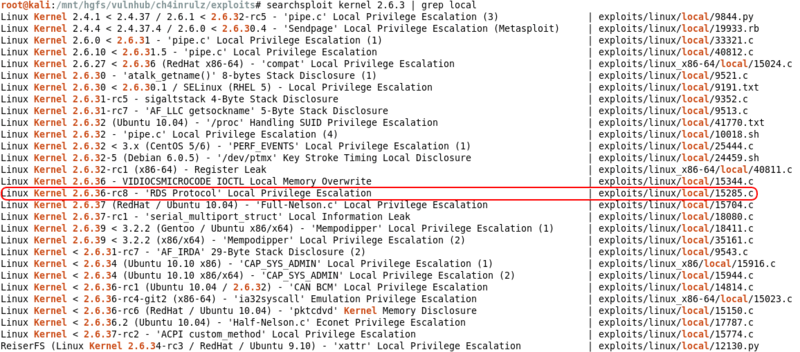 root@kali:/mnt/hgfs/vulnhub/ch4inrulz/exploits# searchsploit kernel 2.6.3 | grep local
Linux Kernel 2.4.1 < 2.4.37 / 2.6.1 < 2.6.32-rc5 - 'pipe.c' Local Privilege Escalation (3) | exploits/linux/local/9844.py
Linux Kernel 2.4.4 < 2.4.37.4 / 2.6.0 < 2.6.30.4 - 'Sendpage' Local Privilege Escalation (Metasploit) | exploits/linux/local/19933.rb
Linux Kernel 2.6.0 < 2.6.31 - 'pipe.c' Local Privilege Escalation (1) | exploits/linux/local/33321.c
Linux Kernel 2.6.10 < 2.6.31.5 - 'pipe.c' Local Privilege Escalation | exploits/linux/local/40812.c
Linux Kernel 2.6.27 < 2.6.36 (RedHat x86-64) - 'compat' Local Privilege Escalation | exploits/linux_x86-64/local/15024.c
Linux Kernel 2.6.30 - 'atalk_getname()' 8-bytes Stack Disclosure (1) | exploits/linux/local/9521.c
Linux Kernel 2.6.30 < 2.6.30.1 / SELinux (RHEL 5) - Local Privilege Escalation | exploits/linux/local/9191.txt
Linux Kernel 2.6.31-rc5 - sigaltstack 4-Byte Stack Disclosure | exploits/linux/local/9352.c
Linux Kernel 2.6.31-rc7 - 'AF_LLC getsockname' 5-Byte Stack Disclosure | exploits/linux/local/9513.c
Linux Kernel 2.6.32 (Ubuntu 10.04) - '/proc' Handling SUID Privilege Escalation | exploits/linux/local/41770.txt
Linux Kernel 2.6.32 - 'pipe.c' Local Privilege Escalation (4) | exploits/linux/local/10018.sh
Linux Kernel 2.6.32 < 3.x (CentOS 5/6) - 'PERF_EVENTS' Local Privilege Escalation (1) | exploits/linux/local/25444.c
Linux Kernel 2.6.32-5 (Debian 6.0.5) - '/dev/ptmx' Key Stroke Timing Local Disclosure | exploits/linux/local/24459.sh
Linux Kernel 2.6.32-rc1 (x86-64) - Register Leak | exploits/linux_x86-64/local/40811.c
Linux Kernel 2.6.36 - VIDIOCSMICROCODE IOCTL Local Memory Overwrite | exploits/linux/local/15344.c
Linux Kernel 2.6.36-rc8 - 'RDS Protocol' Local Privilege Escalation | exploits/linux/local/15285.c
Linux Kernel 2.6.37 (RedHat / Ubuntu 10.04) - 'Full-Nelson.c' Local Privilege Escalation | exploits/linux/local/15704.c
Linux Kernel 2.6.37-rc1 - 'serial_multiport_struct' Local Information Leak | exploits/linux/local/18080.c
Linux Kernel 2.6.39 < 3.2.2 (Gentoo / Ubuntu x86/x64) - 'Mempodipper' Local Privilege Escalation (1) | exploits/linux/local/18411.c
Linux Kernel 2.6.39 < 3.2.2 (x86/x64) - 'Mempodipper' Local Privilege Escalation (2) | exploits/linux/local/35161.c
Linux Kernel < 2.6.31-rc7 - 'AF_IRDA' 29-Byte Stack Disclosure (2) | exploits/linux/local/9543.c
Linux Kernel < 2.6.34 (Ubuntu 10.10 x86) - 'CAP_SYS_ADMIN' Local Privilege Escalation (1) | exploits/linux_x86/local/15916.c
Linux Kernel < 2.6.34 (Ubuntu 10.10 x86/x64) - 'CAP_SYS_ADMIN' Local Privilege Escalation (2) | exploits/linux/local/15944.c
Linux Kernel < 2.6.36-rc1 (Ubuntu 10.04 / 2.6.32) - 'CAN BCM' Local Privilege Escalation | exploits/linux/local/14814.c
Linux Kernel < 2.6.36-rc4-git2 (x86-64) - 'ia32syscall' Emulation Privilege Escalation | exploits/linux_x86-64/local/15023.c
Linux Kernel < 2.6.36-rc6 (RedHat / Ubuntu 10.04) - 'pktcdvd' Kernel Memory Disclosure | exploits/linux/local/15150.c
Linux Kernel < 2.6.36.2 (Ubuntu 10.04) - 'Half-Nelson.c' Econet Privilege Escalation | exploits/linux/local/17787.c
Linux Kernel < 2.6.37-rc2 - 'ACPI custom_method' Local Privilege Escalation | exploits/linux/local/15774.c
ReiserFS (Linux Kernel 2.6.34-rc3 / RedHat / Ubuntu 9.10) - 'xattr' Local Privilege Escalation | exploits/linux/local/12130.py